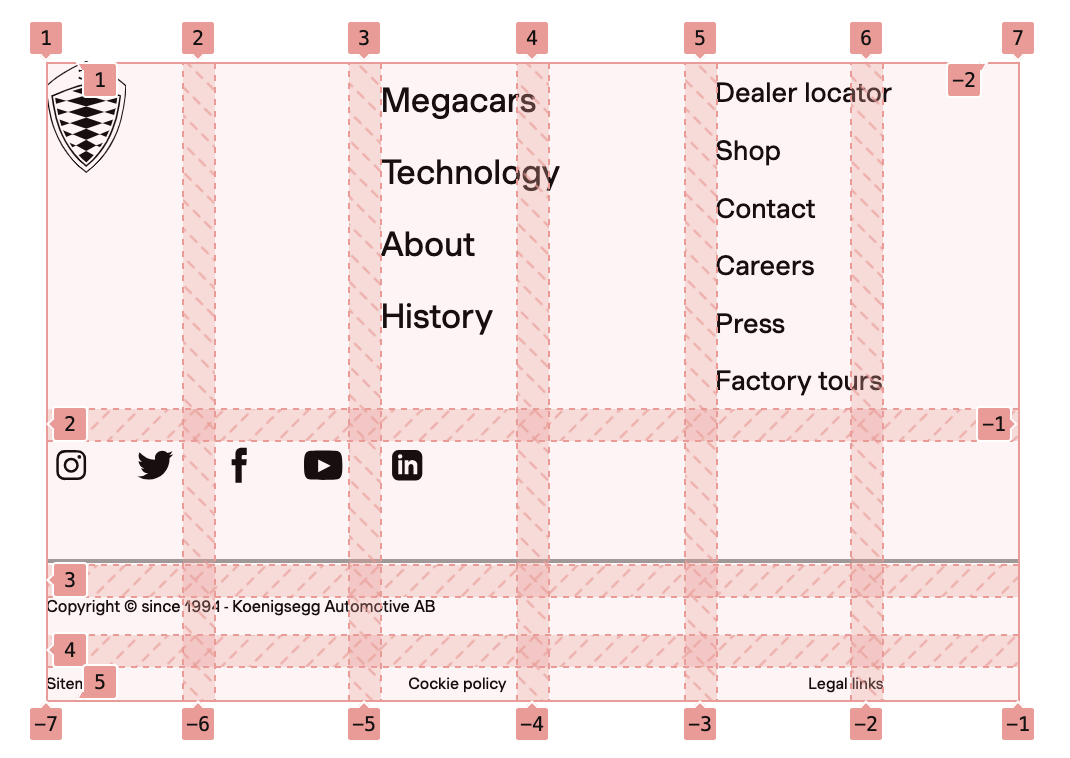 1 2 3 4 5 6 7
1 −2
Megacars
Technology
About
History
Dealer locator
Shop
Contact
Careers
Press
Factory tours
2 −1
in
3
Copyright © since 1994 - Koenigsegg Automotive AB
4
5
Cockie policy
Legal links
−7 −6 −5 −4 −3 −2 −1